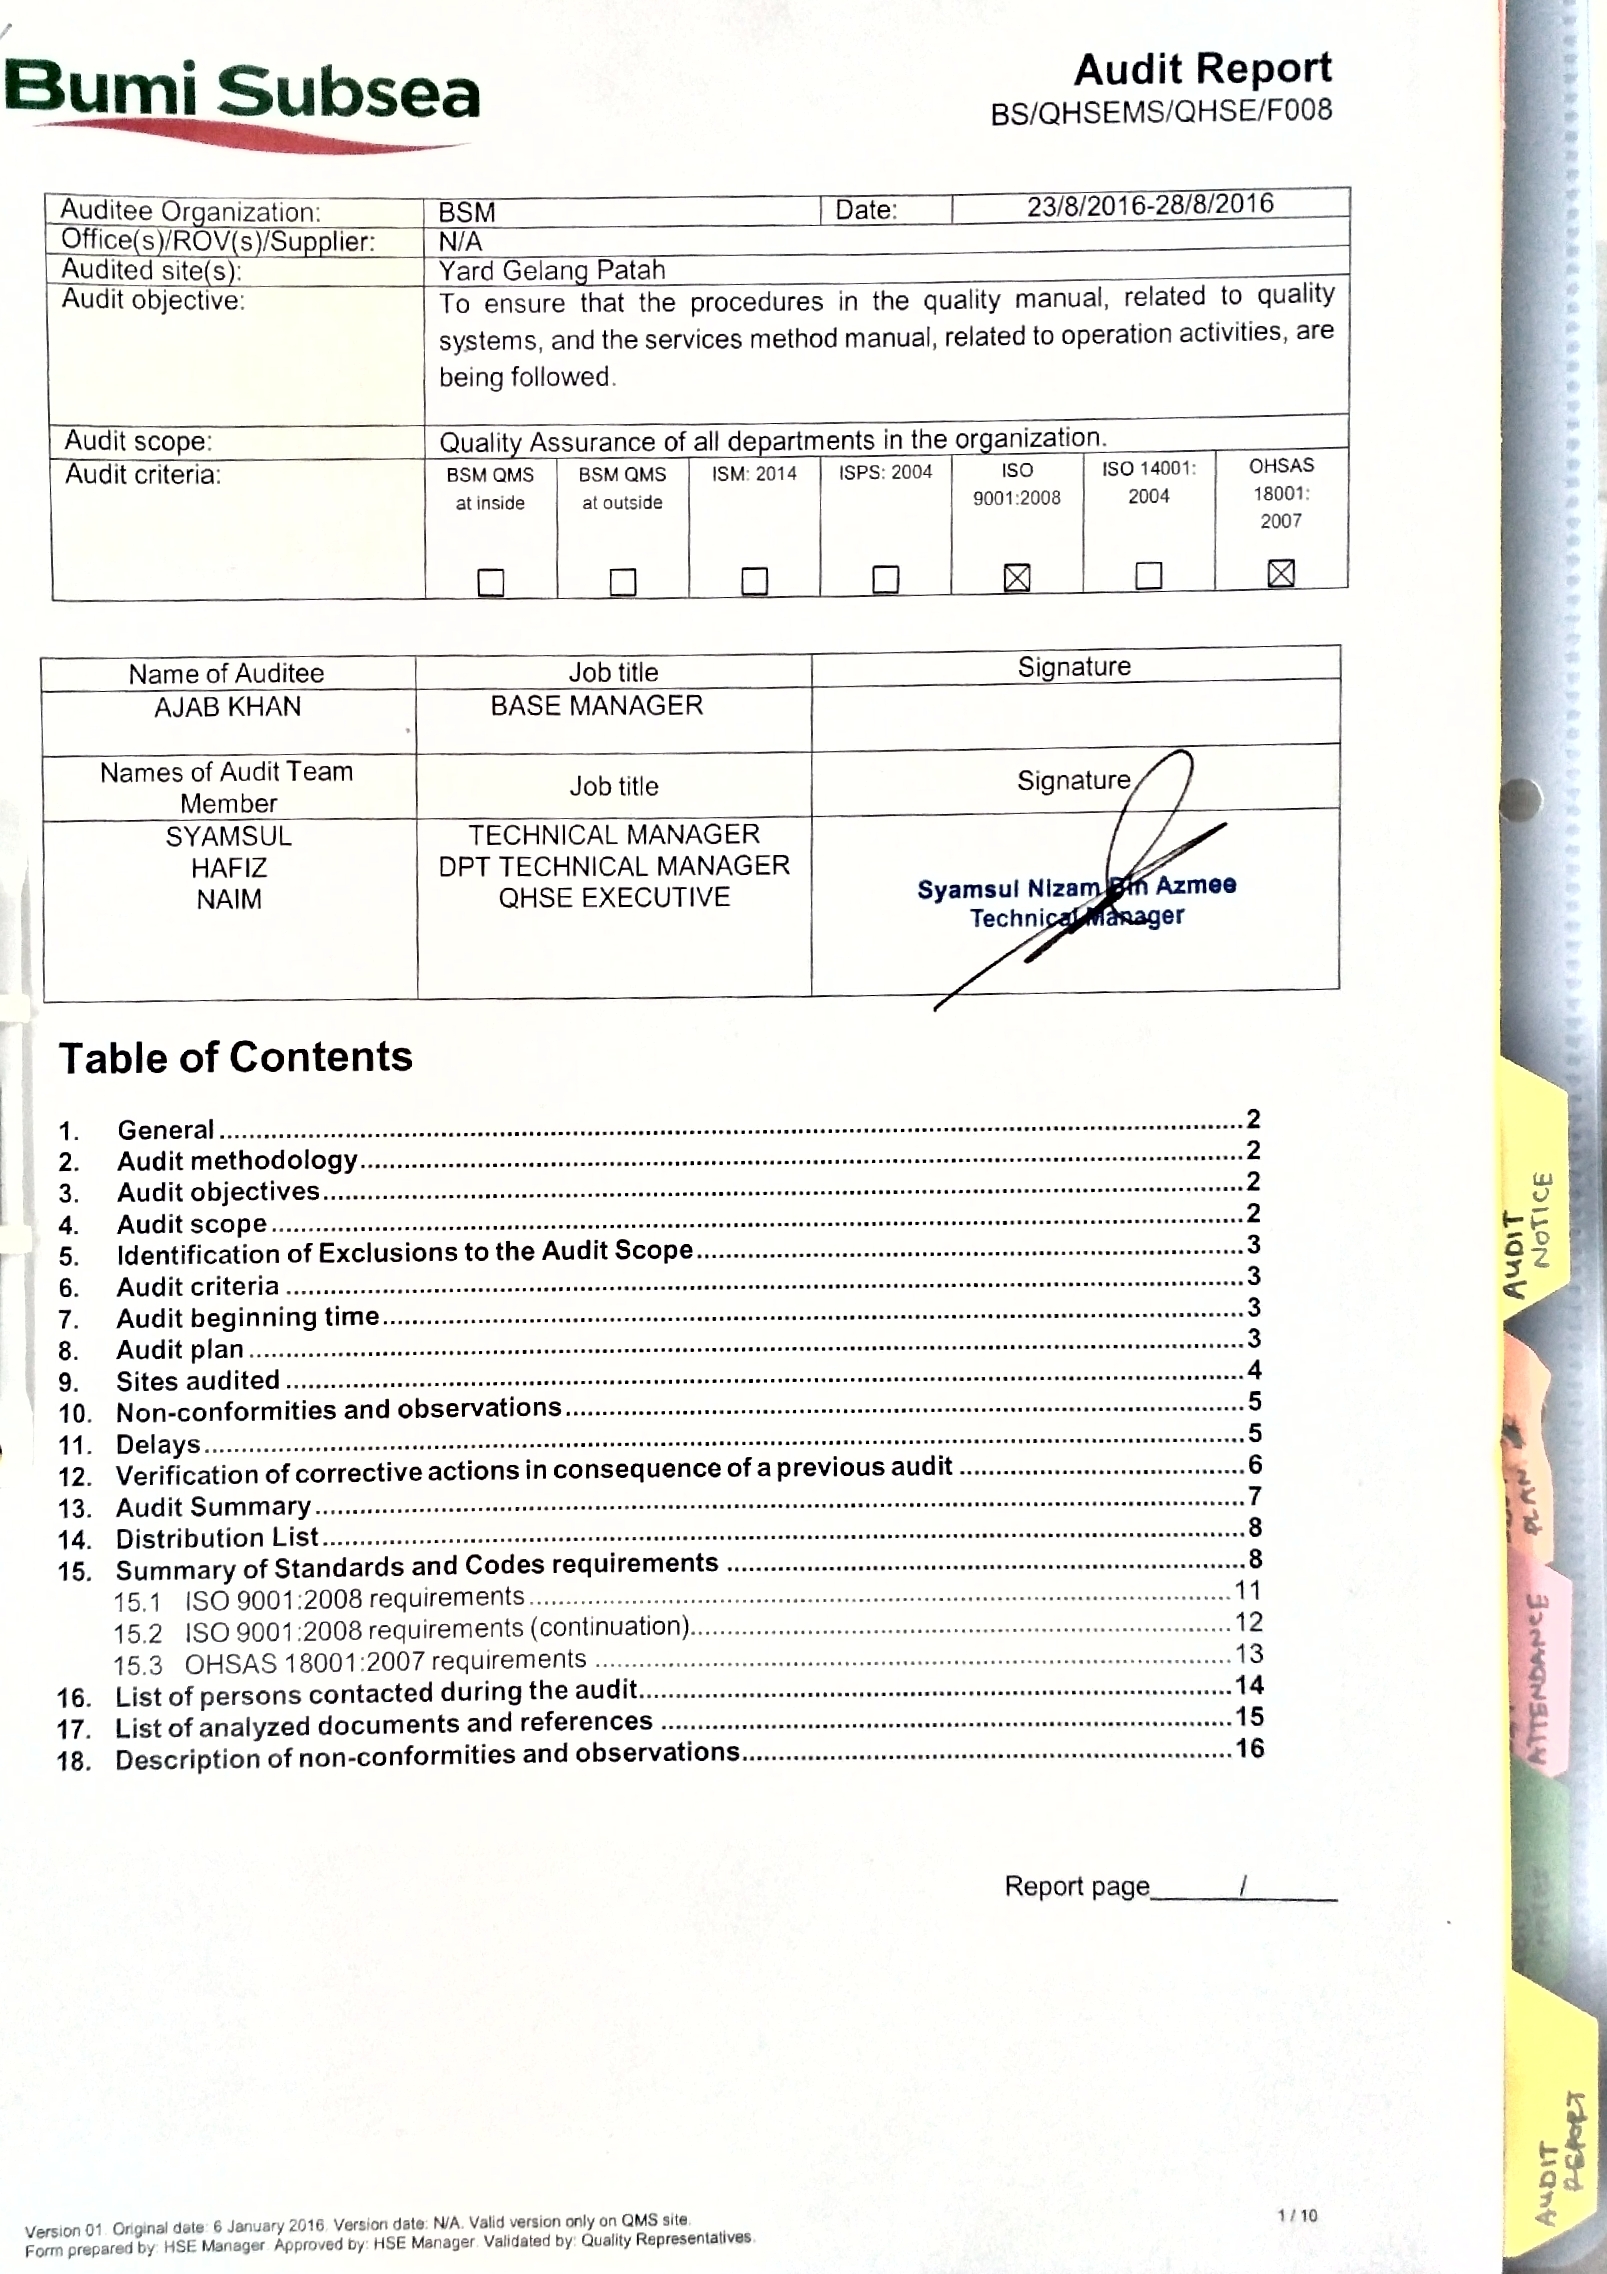 Bumi Subsea
Audit Report
BS/QHSEMS/QHSE/F008
Auditee Organization: BSM Date: 23/8/2016-28/8/2016
Office(s)/ROV(s)/Supplier: N/A
Audited site(s): Yard Gelang Patah
Audit objective: To ensure that the procedures in the quality manual, related to quality
systems, and the services method manual, related to operation activities, are
being followed.
Audit scope: Quality Assurance of all departments in the organization.
Audit criteria: BSM QMS at inside ☐ BSM QMS at outside ☐ ISM: 2014 ☐ ISPS: 2004 ☐ ISO 9001:2008 ☒ ISO 14001: 2004 ☐ OHSAS 18001: 2007 ☒
Name of Auditee Job title Signature
AJAB KHAN BASE MANAGER
Names of Audit Team Member Job title Signature
SYAMSUL TECHNICAL MANAGER
HAFIZ DPT TECHNICAL MANAGER
NAIM QHSE EXECUTIVE
Syamsul Nizam Bin Azmee
Technical Manager
Table of Contents
1. General 2
2. Audit methodology 2
3. Audit objectives 2
4. Audit scope 2
5. Identification of Exclusions to the Audit Scope 3
6. Audit criteria 3
7. Audit beginning time 3
8. Audit plan 3
9. Sites audited 4
10. Non-conformities and observations 5
11. Delays 5
12. Verification of corrective actions in consequence of a previous audit 6
13. Audit Summary 7
14. Distribution List 8
15. Summary of Standards and Codes requirements 8
15.1 ISO 9001:2008 requirements 11
15.2 ISO 9001:2008 requirements (continuation) 12
15.3 OHSAS 18001:2007 requirements 13
16. List of persons contacted during the audit 14
17. List of analyzed documents and references 15
18. Description of non-conformities and observations 16
Report page /
Version 01. Original date: 6 January 2016. Version date: N/A. Valid version only on QMS site.
Form prepared by: HSE Manager. Approved by: HSE Manager. Validated by: Quality Representatives.
1 / 10
AUDIT
NOTICE
PLAN
ATTENDANCE
AUDIT
REPORT